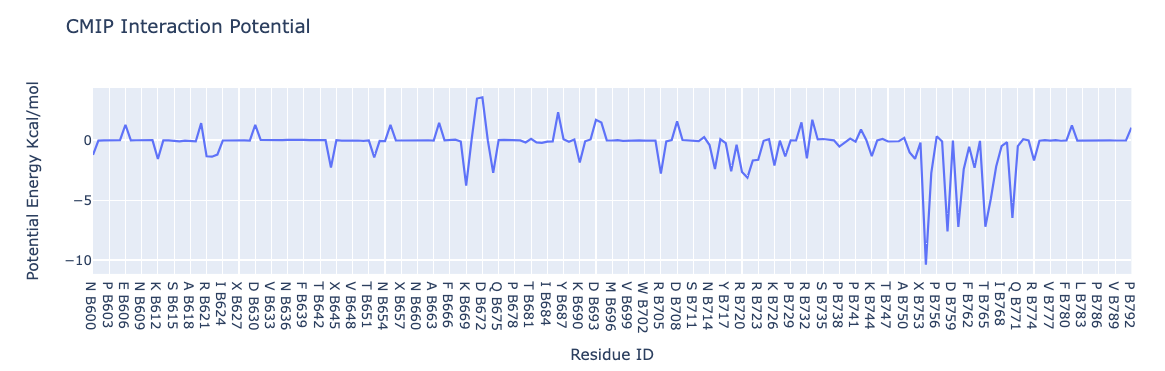 CMIP Interaction Potential
Potential Energy Kcal/mol
0
−5
−10
N B600
P B603
E B606
N B609
K B612
S B615
A B618
R B621
I B624
X B627
D B630
V B633
N B636
F B639
T B642
X B645
V B648
T B651
N B654
X B657
N B660
A B663
F B666
K B669
D B672
Q B675
P B678
T B681
I B684
Y B687
K B690
D B693
M B696
V B699
W B702
R B705
D B708
S B711
N B714
Y B717
R B720
R B723
K B726
P B729
R B732
S B735
P B738
P B741
K B744
T B747
A B750
X B753
P B756
D B759
F B762
T B765
I B768
Q B771
R B774
V B777
F B780
L B783
P B786
V B789
P B792
Residue ID